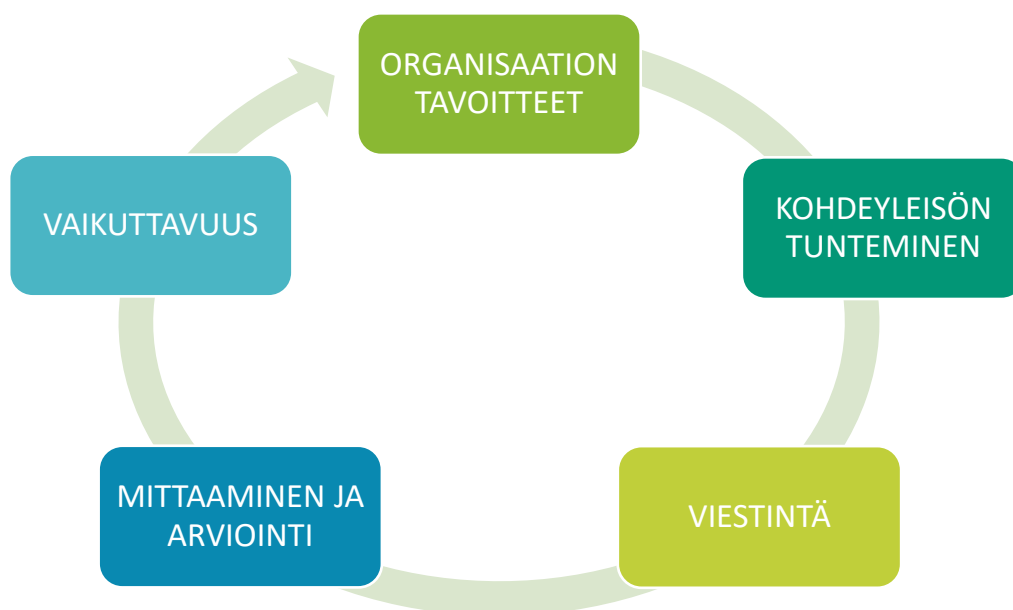 ORGANISAATION
TAVOITTEET
KOHDEYLEISÖN
TUNTEMINEN
VIESTINTÄ
MITTAAMINEN JA
ARVIOINTI
VAIKUTTAVUUS